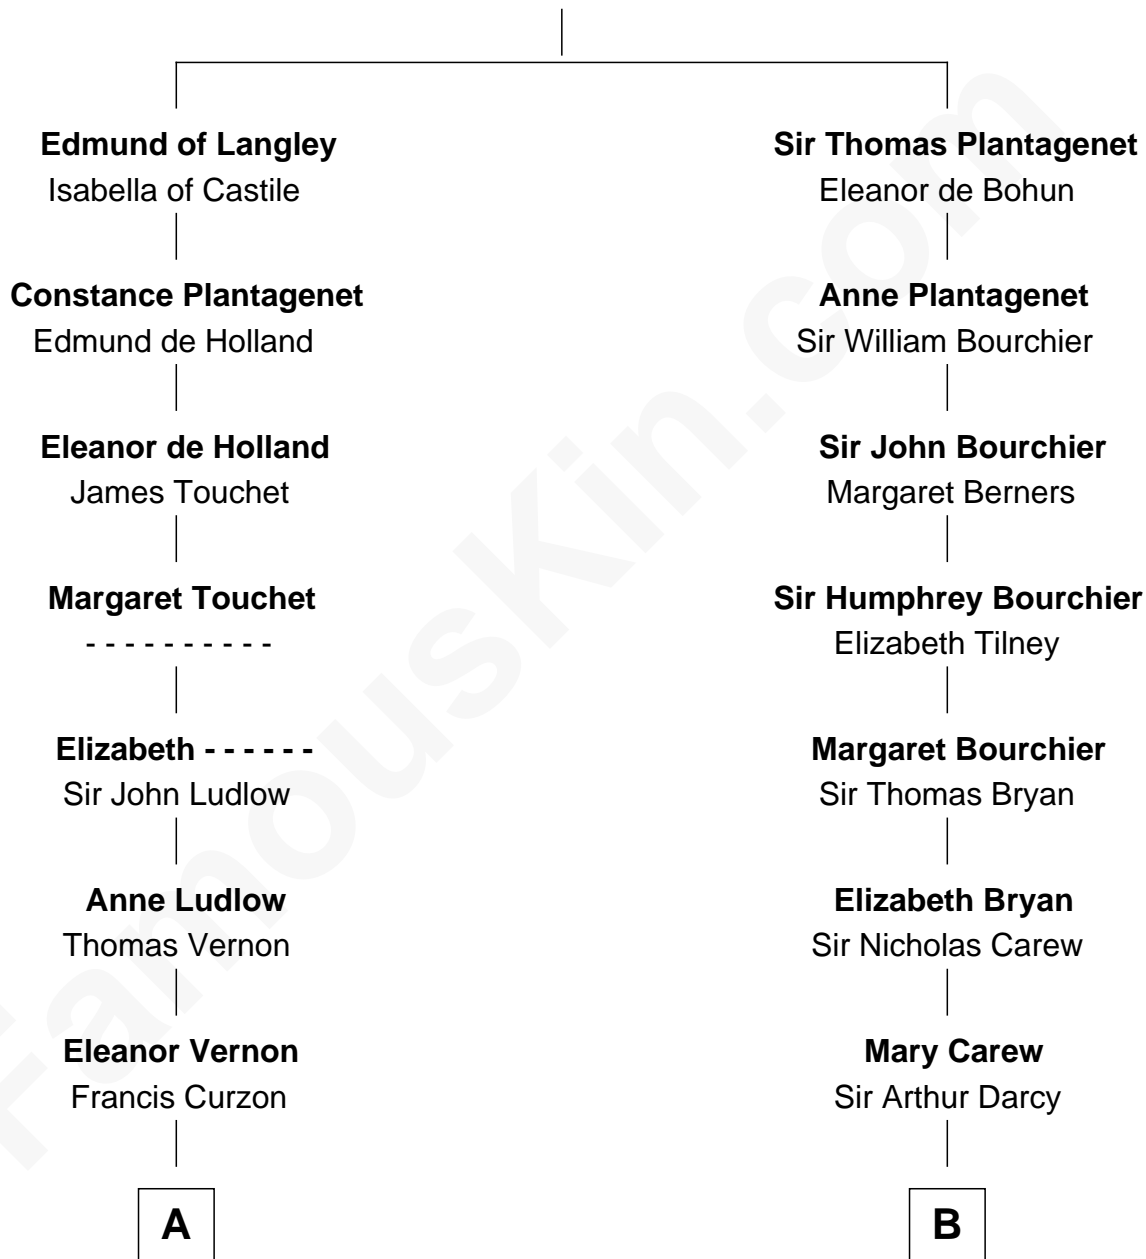 Edmund of Langley
Isabella of Castile
Constance Plantagenet
Edmund de Holland
Eleanor de Holland
James Touchet
Margaret Touchet
- - - - - - - - - -
Elizabeth - - - - - -
Sir John Ludlow
Anne Ludlow
Thomas Vernon
Eleanor Vernon
Francis Curzon
A
Sir Thomas Plantagenet
Eleanor de Bohun
Anne Plantagenet
Sir William Bourchier
Sir John Bourchier
Margaret Berners
Sir Humphrey Bourchier
Elizabeth Tilney
Margaret Bourchier
Sir Thomas Bryan
Elizabeth Bryan
Sir Nicholas Carew
Mary Carew
Sir Arthur Darcy
B
FamousKin.com